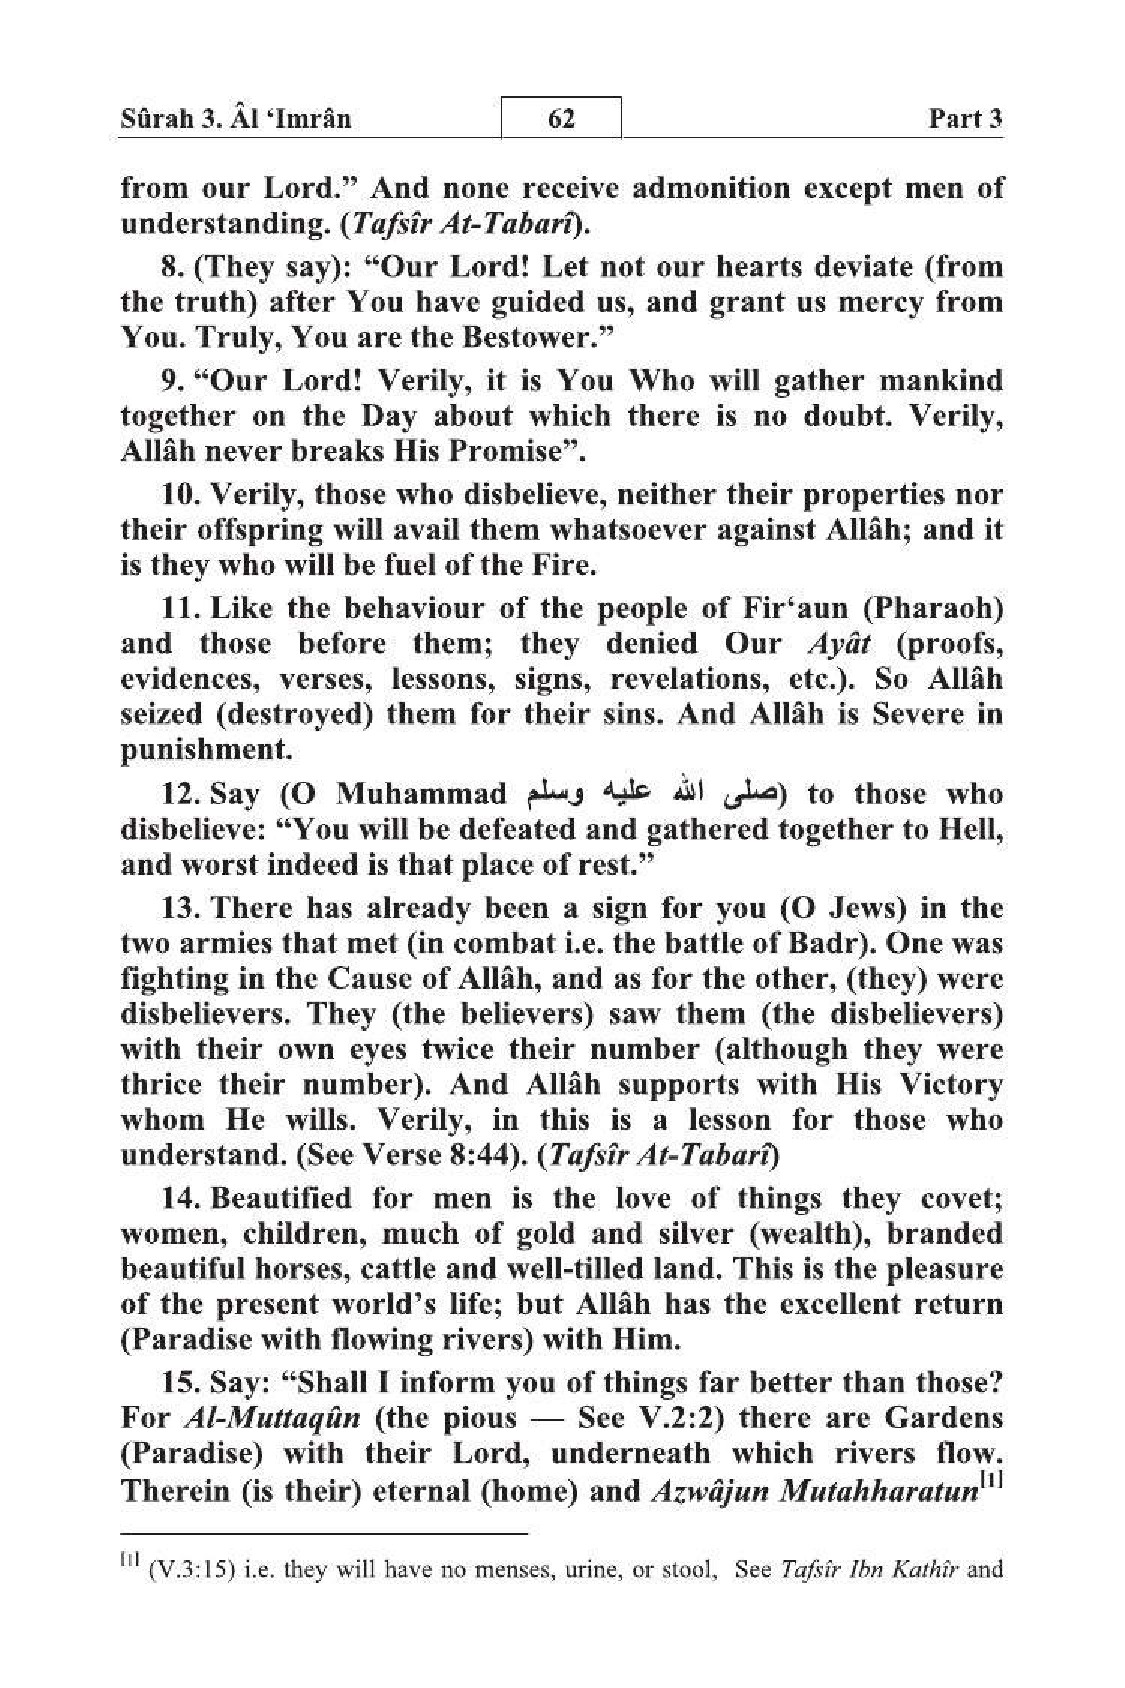 Sûrah 3. Âl ‘Imrân 62 Part 3
from our Lord.” And none receive admonition except men of
understanding. (Tafsîr At-Tabarî).
8. (They say): “Our Lord! Let not our hearts deviate (from
the truth) after You have guided us, and grant us mercy from
You. Truly, You are the Bestower.”
9. “Our Lord! Verily, it is You Who will gather mankind
together on the Day about which there is no doubt. Verily,
Allâh never breaks His Promise”.
10. Verily, those who disbelieve, neither their properties nor
their offspring will avail them whatsoever against Allâh; and it
is they who will be fuel of the Fire.
11. Like the behaviour of the people of Fir‘aun (Pharaoh)
and those before them; they denied Our Ayât (proofs,
evidences, verses, lessons, signs, revelations, etc.). So Allâh
seized (destroyed) them for their sins. And Allâh is Severe in
punishment.
12. Say (O Muhammad صلى الله عليه وسلم) to those who
disbelieve: “You will be defeated and gathered together to Hell,
and worst indeed is that place of rest.”
13. There has already been a sign for you (O Jews) in the
two armies that met (in combat i.e. the battle of Badr). One was
fighting in the Cause of Allâh, and as for the other, (they) were
disbelievers. They (the believers) saw them (the disbelievers)
with their own eyes twice their number (although they were
thrice their number). And Allâh supports with His Victory
whom He wills. Verily, in this is a lesson for those who
understand. (See Verse 8:44). (Tafsîr At-Tabarî)
14. Beautified for men is the love of things they covet;
women, children, much of gold and silver (wealth), branded
beautiful horses, cattle and well-tilled land. This is the pleasure
of the present world’s life; but Allâh has the excellent return
(Paradise with flowing rivers) with Him.
15. Say: “Shall I inform you of things far better than those?
For Al-Muttaqûn (the pious — See V.2:2) there are Gardens
(Paradise) with their Lord, underneath which rivers flow.
Therein (is their) eternal (home) and Azwâjun Mutahharatun[1]
[1] (V.3:15) i.e. they will have no menses, urine, or stool, See Tafsîr Ibn Kathîr and